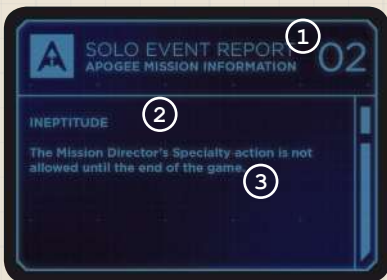 SOLO EVENT REPORT 02
1
APOGEE MISSION INFORMATION
2
INEPTITUDE
The Mission Director's Specialty action is not
allowed until the end of the game.
3